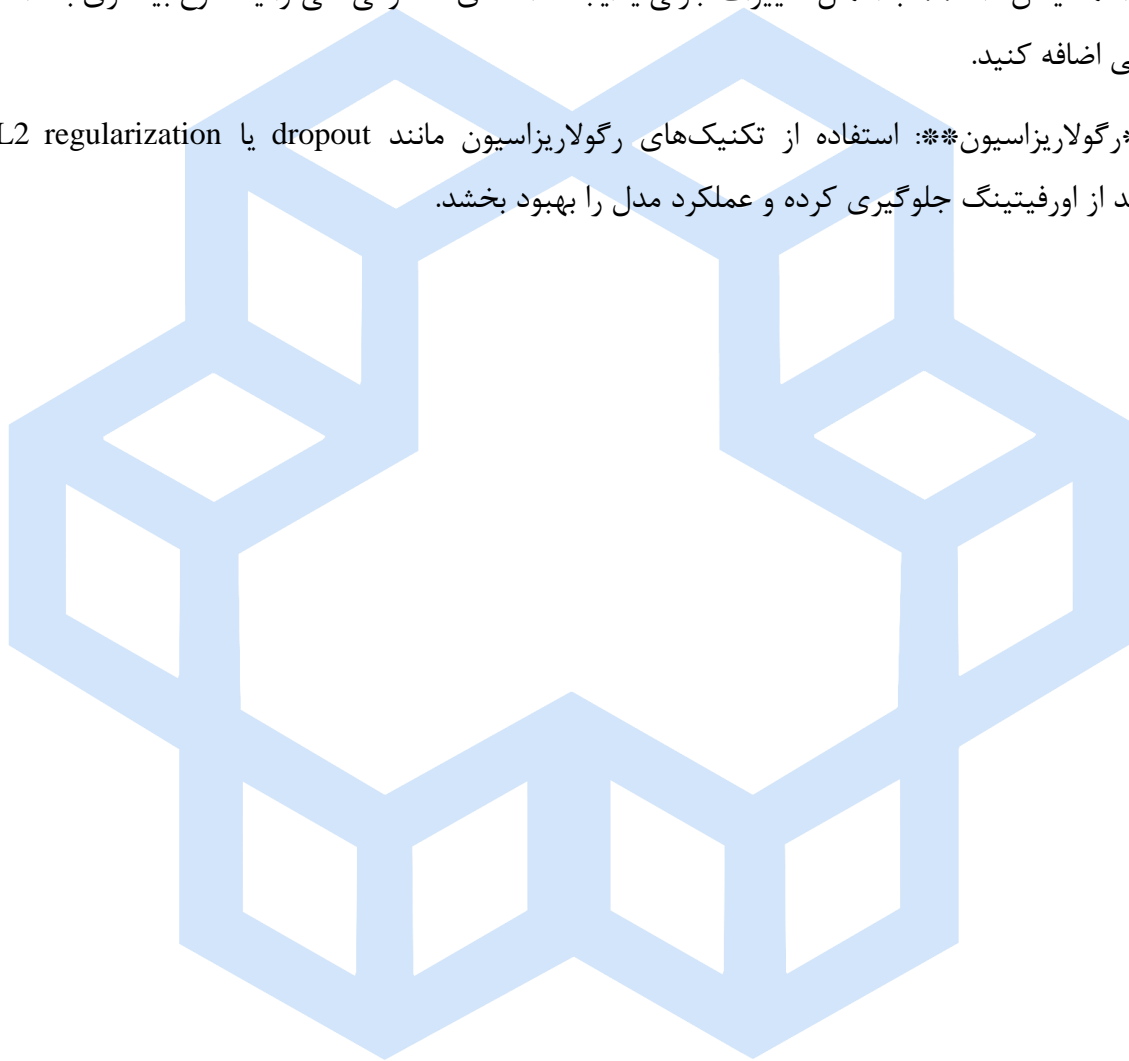 ی اضافه کنید.
*رگولاریزاسیون**: استفاده از تکنیک‌های رگولاریزاسیون مانند dropout یا L2 regularization
د از اورفیتینگ جلوگیری کرده و عملکرد مدل را بهبود بخشد.